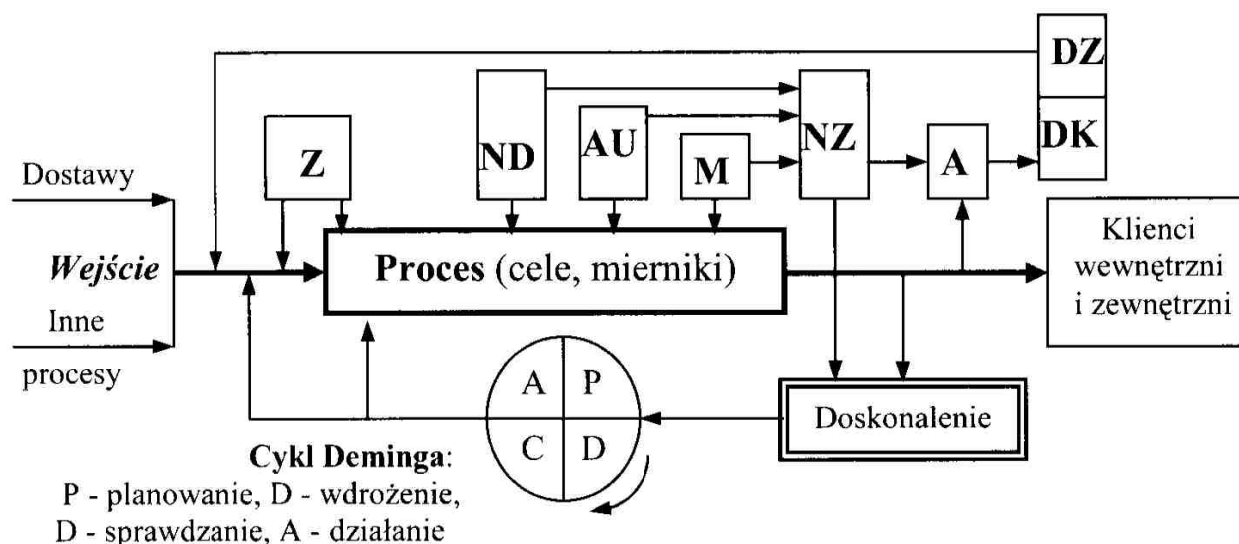 DZ
DK
ND
AU
M
NZ
A
Z
Dostawy
Wejście
Inne
procesy
Proces (cele, mierniki)
Klienci
wewnętrzni
i zewnętrzni
A P
C D
Doskonalenie
Cykl Deminga:
P - planowanie, D - wdrożenie,
D - sprawdzanie, A - działanie